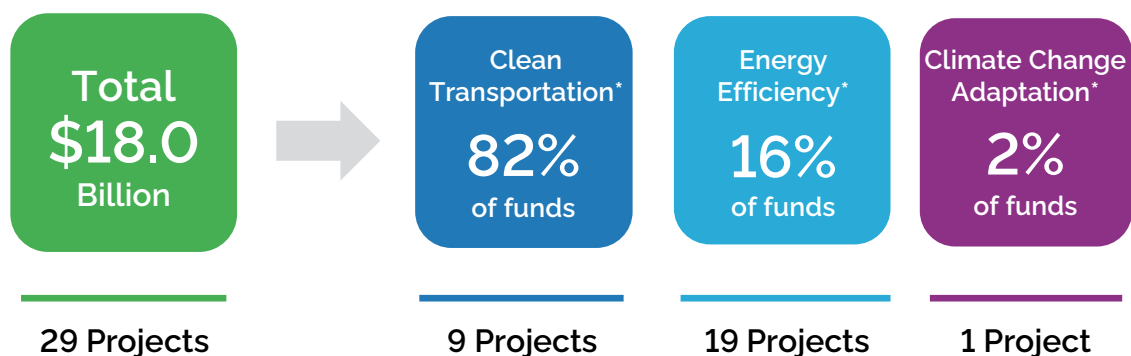 Total
$18.0
Billion
Clean
Transportation*
82%
of funds
Energy
Efficiency*
16%
of funds
Climate Change
Adaptation*
2%
of funds
29 Projects
9 Projects
19 Projects
1 Project